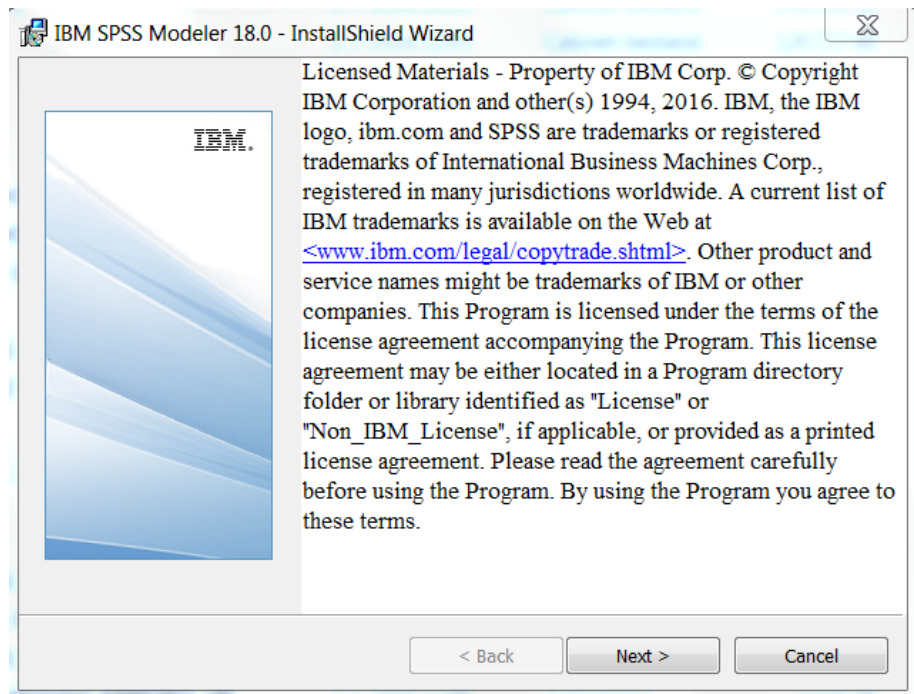 IBM SPSS Modeler 18.0 - InstallShield Wizard
IBM.
Licensed Materials - Property of IBM Corp. © Copyright
IBM Corporation and other(s) 1994, 2016. IBM, the IBM
logo, ibm.com and SPSS are trademarks or registered
trademarks of International Business Machines Corp.,
registered in many jurisdictions worldwide. A current list of
IBM trademarks is available on the Web at
<www.ibm.com/legal/copytrade.shtml>. Other product and
service names might be trademarks of IBM or other
companies. This Program is licensed under the terms of the
license agreement accompanying the Program. This license
agreement may be either located in a Program directory
folder or library identified as "License" or
"Non_IBM_License", if applicable, or provided as a printed
license agreement. Please read the agreement carefully
before using the Program. By using the Program you agree to
these terms.
< Back
Next >
Cancel